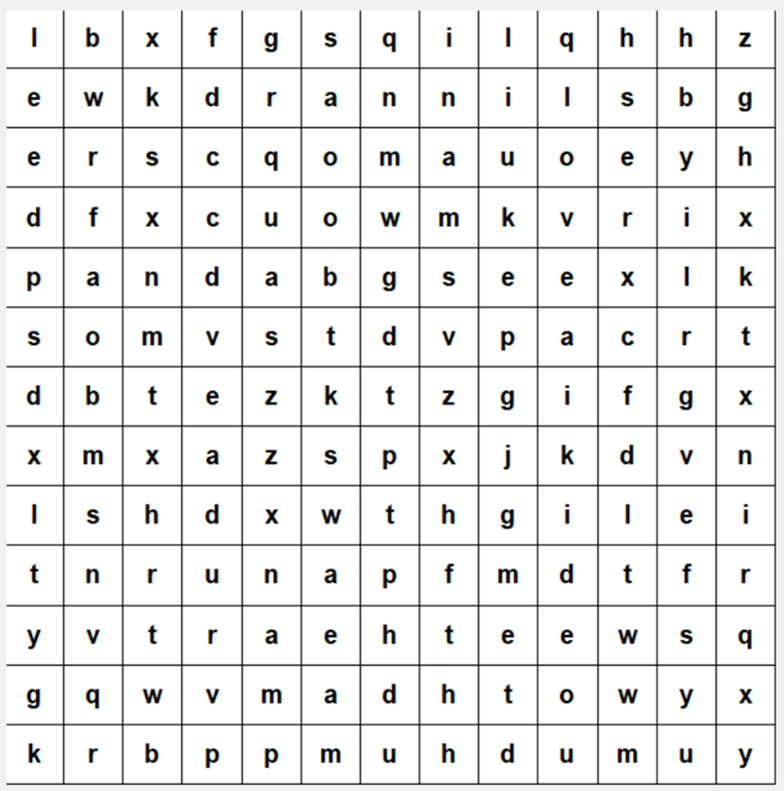 l b x f g s q i l q h h z
e w k d r a n n i l s b g
e r s c q o m a u o e y h
d f x c u o w m k v r i x
p a n d a b g s e e x l k
s o m v s t d v p a c r t
d b t e z k t z g i f g x
x m x a z s p x j k d v n
l s h d x w t h g i l e i
t n r u n a p f m d t f r
y v t r a e h t e e w s q
g q w v m a d h t o w y x
k r b p p m u h d u m u y